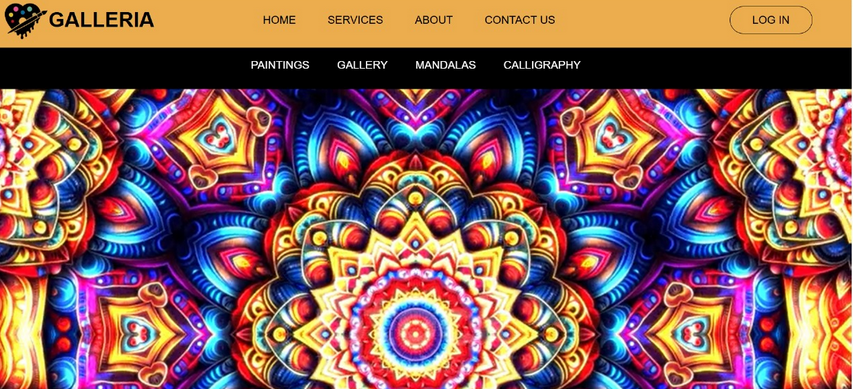 GALLERIA HOME SERVICES ABOUT CONTACT US LOG IN
PAINTINGS GALLERY MANDALAS CALLIGRAPHY